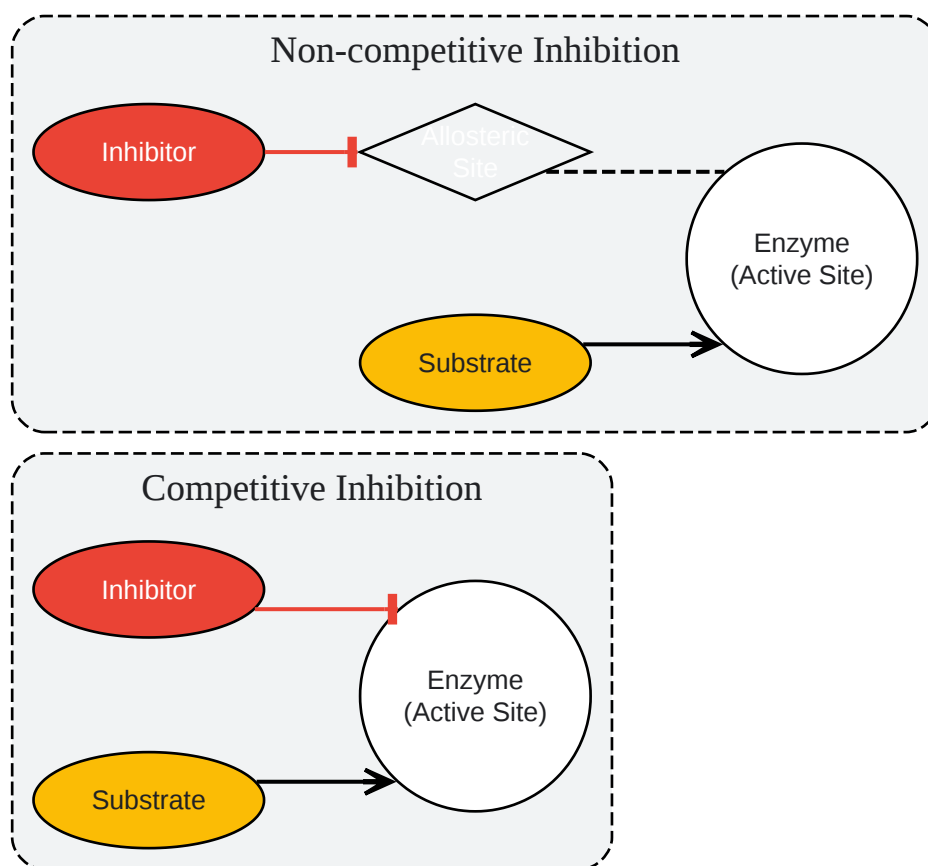 Non-competitive Inhibition
Inhibitor
Allosteric
Site
Enzyme
(Active Site)
Substrate
Competitive Inhibition
Inhibitor
Enzyme
(Active Site)
Substrate